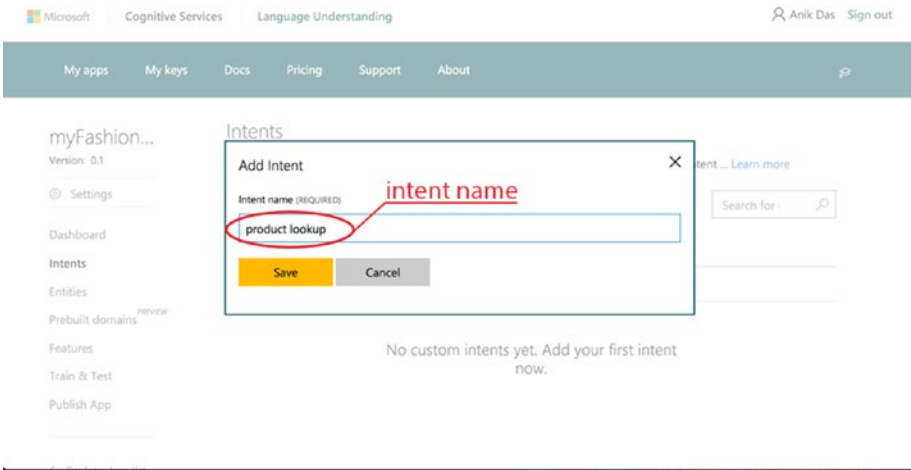 Microsoft Cognitive Services Language Understanding Anik Das Sign out
My apps My keys Docs Pricing Support About
myFashion...
Version: 0.1
Settings
Dashboard
Intents
Entities
Prebuilt domains PREVIEW
Features
Train & Test
Publish App
Intents
Add Intent
Intent name (REQUIRED)
intent name
product lookup
Save Cancel
tent ... Learn more
Search for
No custom intents yet. Add your first intent
now.